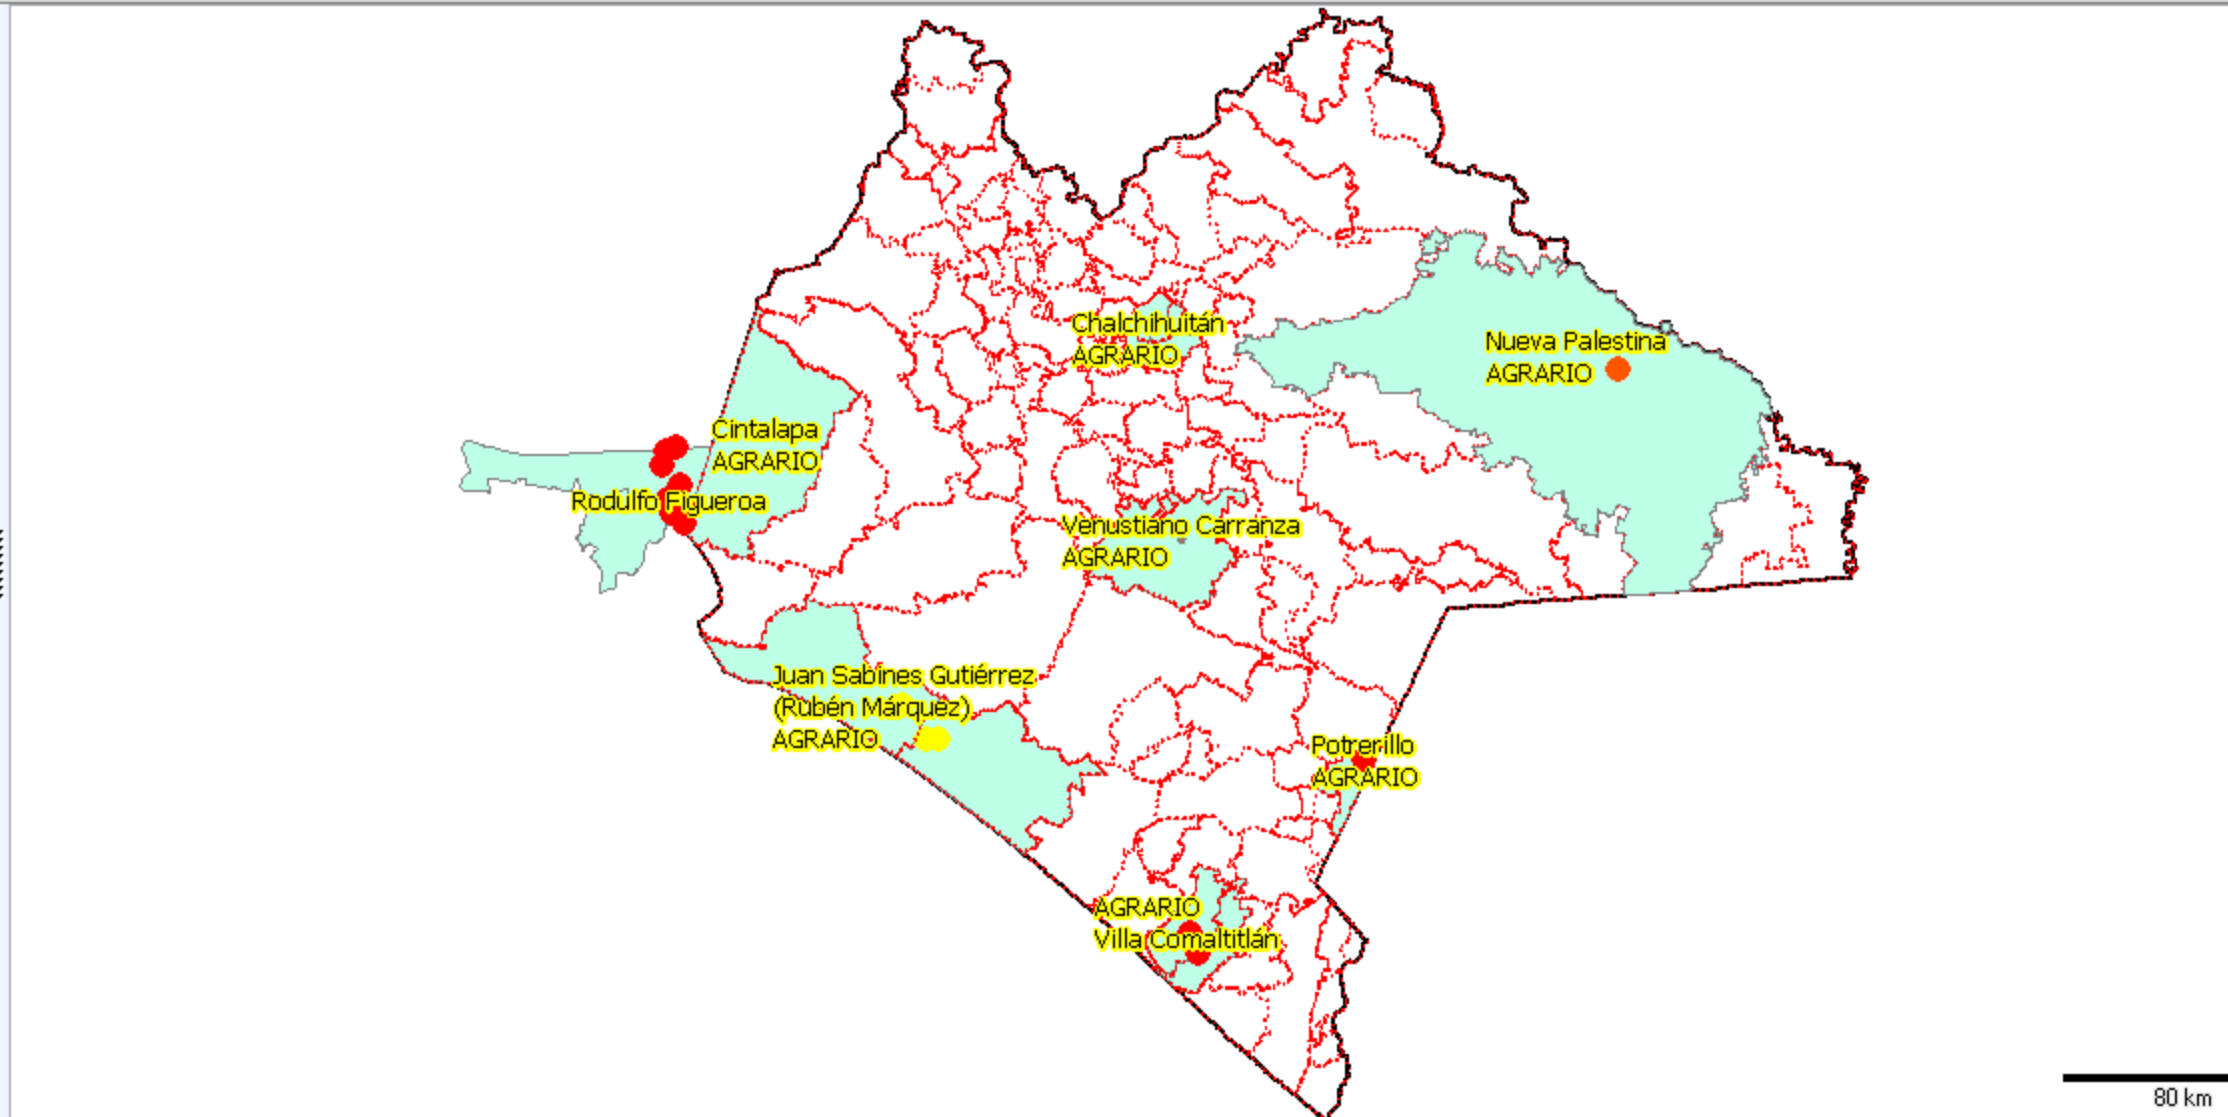 Chalchihuitán
AGRARIO
Nueva Palestina
AGRARIO
Cintalapa
AGRARIO
Rodulfo Figueroa
Venustiano Carranza
AGRARIO
Juan Sabines Gutiérrez
(Rubén Márquez)
AGRARIO
Potrerillo
AGRARIO
AGRARIO
Villa Comaltitlán
80 km